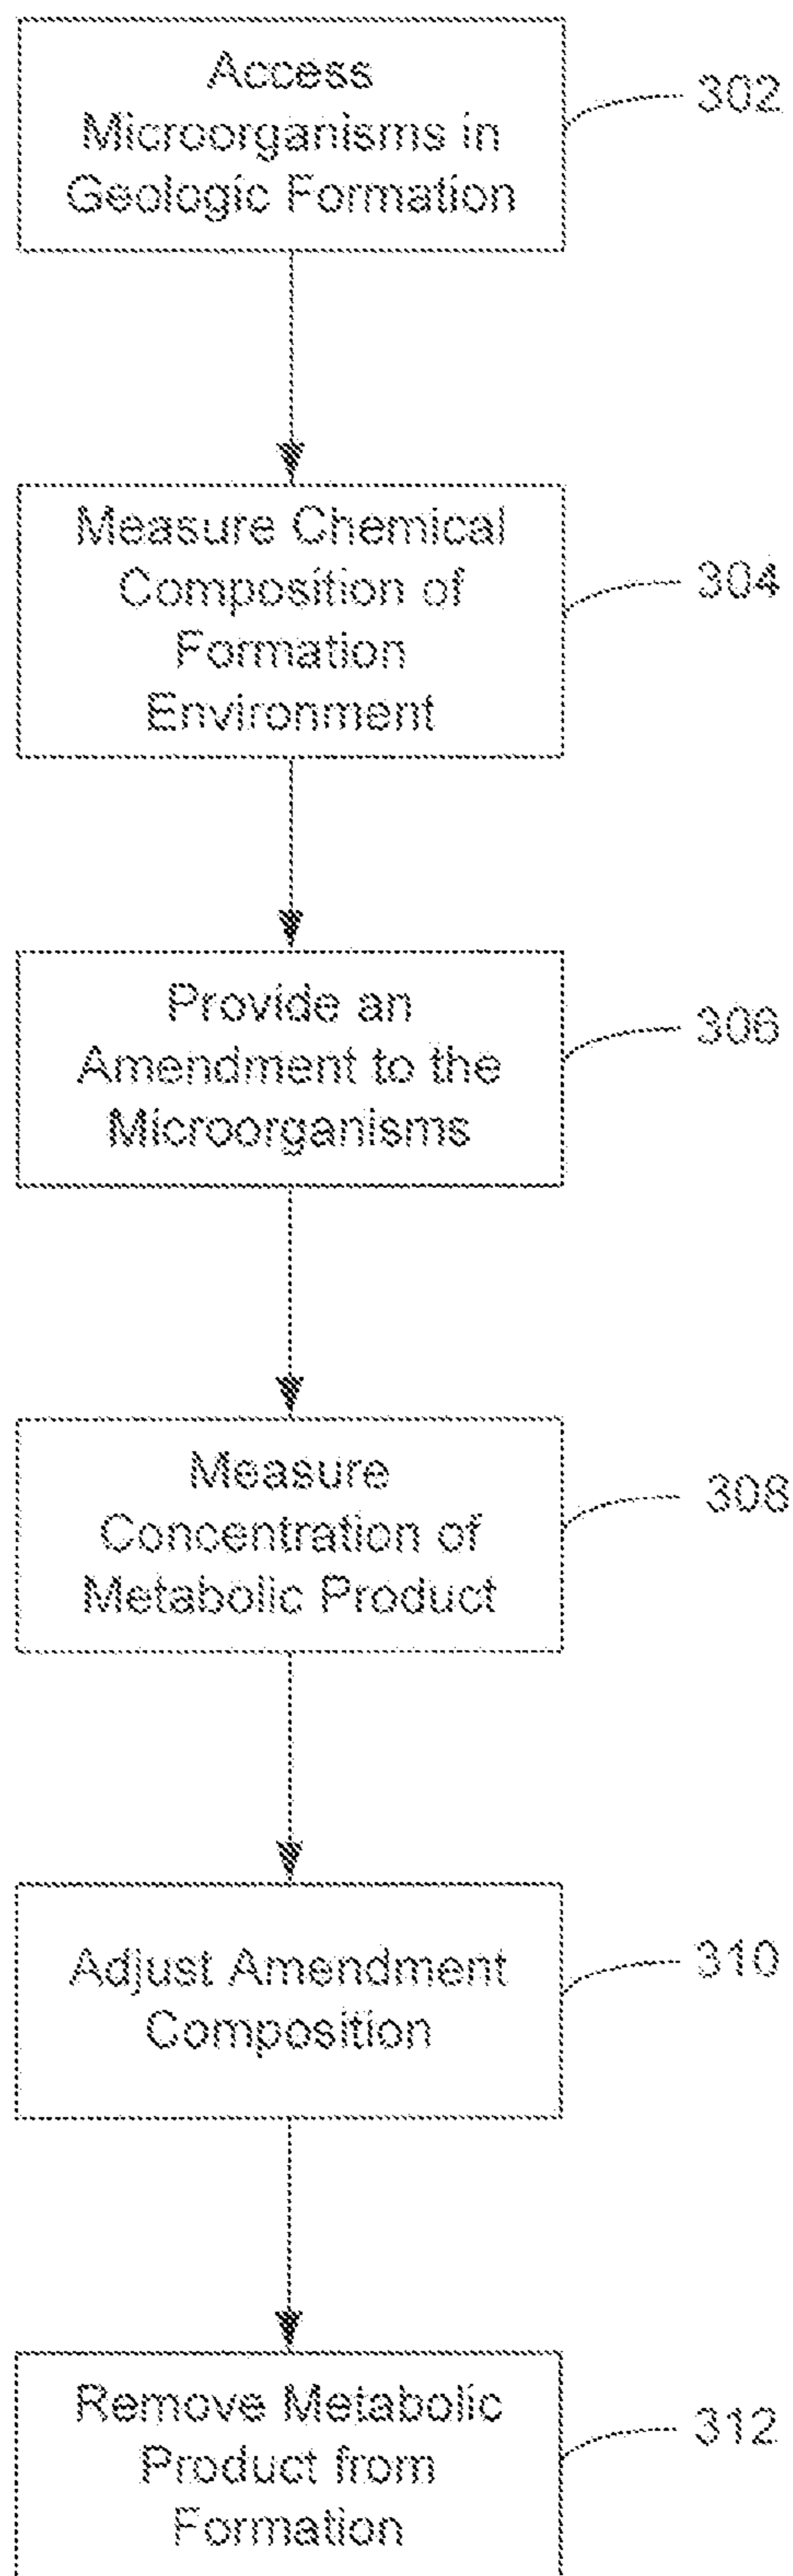 Access
Microorganisms in
Geologic Formation
302
Measure Chemical
Composition of
Formation
Environment
304
Provide an
Amendment to the
Microorganisms
306
Measure
Concentration of
Metabolic Product
308
Adjust Amendment
Composition
310
Remove Metabolic
Product from
Formation
312